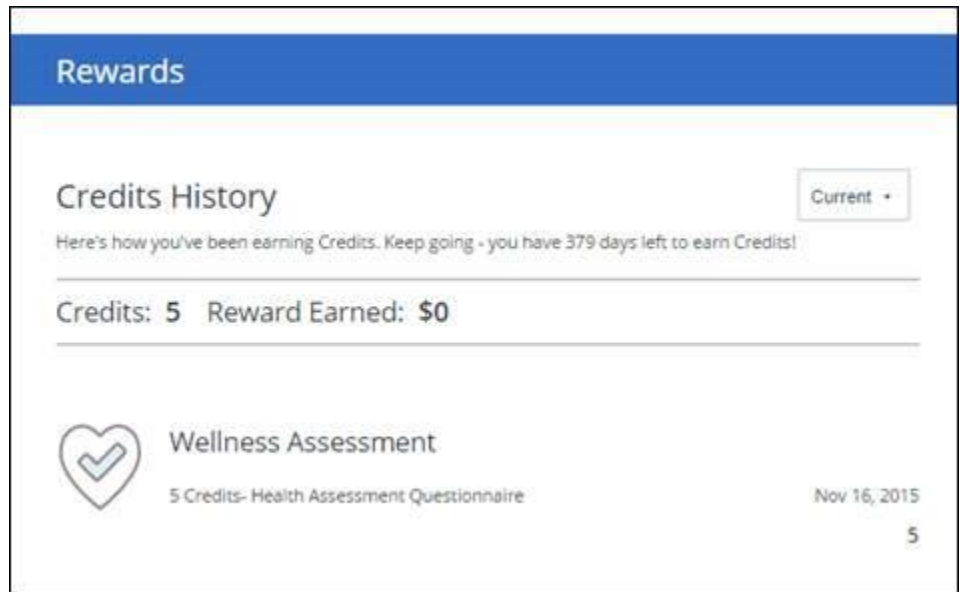 Rewards
Credits History
Current
Here's how you've been earning Credits. Keep going - you have 379 days left to earn Credits!
Credits: 5 Reward Earned: $0
Wellness Assessment
5 Credits- Health Assessment Questionnaire Nov 16, 2015
5